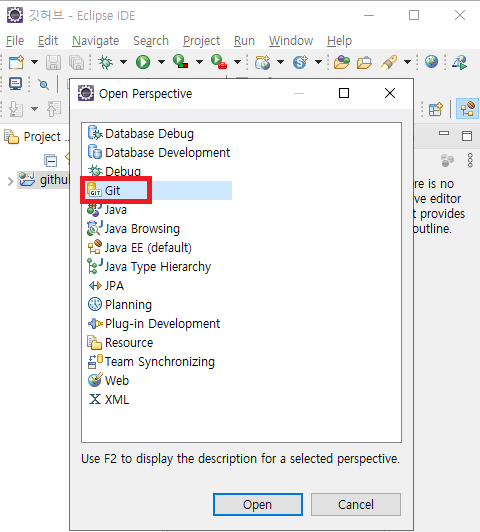 깃허브 - Eclipse IDE
File Edit Navigate Search Project Run Window Help
Open Perspective
Project ...
githu
Database Debug
Database Development
Debug
Git
Java
Java Browsing
Java EE (default)
Java Type Hierarchy
JPA
Planning
Plug-in Development
Resource
Team Synchronizing
Web
XML
ere is no
ve editor
t provides
outline.
Use F2 to display the description for a selected perspective.
Open Cancel